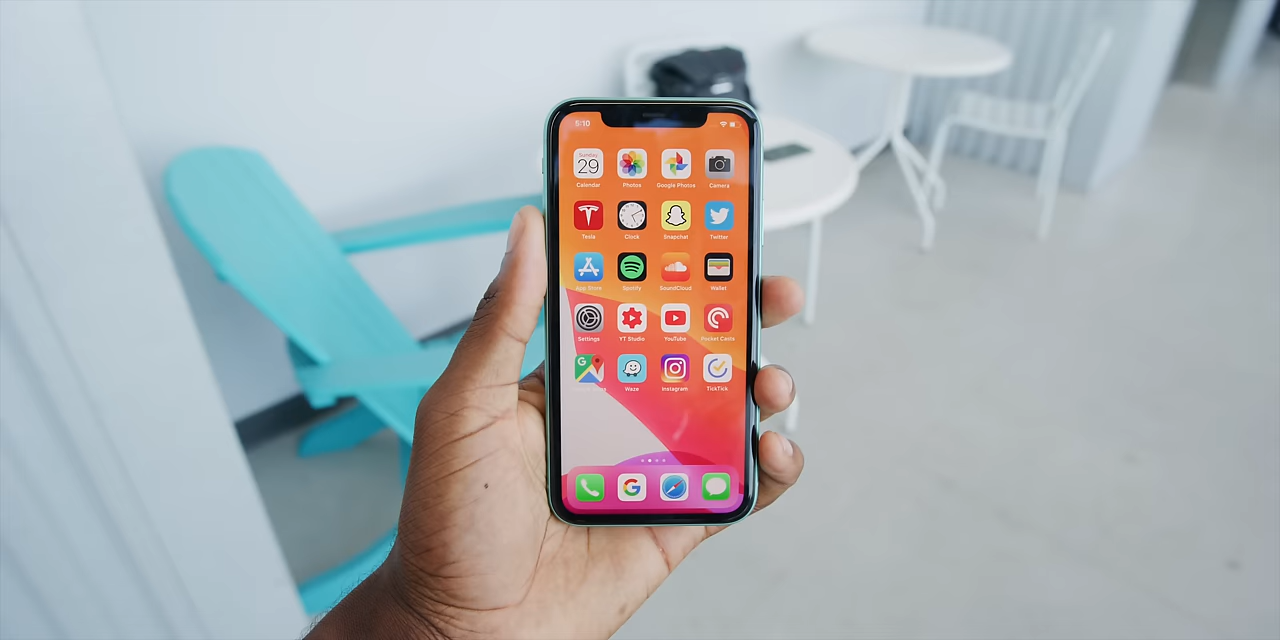 5:10
Sunday
29
Calendar
Photos
Google Photos
Camera
Tesla
Clock
Snapchat
Twitter
App Store
Spotify
SoundCloud
Wallet
Settings
YT Studio
YouTube
Pocket Casts
Waze
Instagram
TickTick